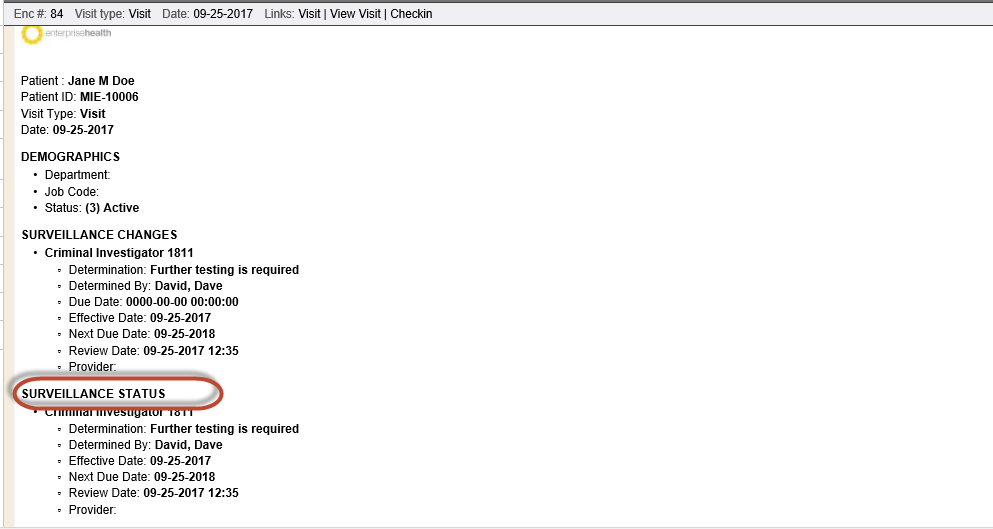 Enc #: 84 Visit type: Visit Date: 09-25-2017 Links: Visit | View Visit | Checkin
enterprisehealth
Patient : Jane M Doe
Patient ID: MIE-10006
Visit Type: Visit
Date: 09-25-2017
DEMOGRAPHICS
• Department:
• Job Code:
• Status: (3) Active
SURVEILLANCE CHANGES
• Criminal Investigator 1811
▫ Determination: Further testing is required
▫ Determined By: David, Dave
▫ Due Date: 0000-00-00 00:00:00
▫ Effective Date: 09-25-2017
▫ Next Due Date: 09-25-2018
▫ Review Date: 09-25-2017 12:35
▫ Provider:
SURVEILLANCE STATUS
• Criminal Investigator 1811
▫ Determination: Further testing is required
▫ Determined By: David, Dave
▫ Effective Date: 09-25-2017
▫ Next Due Date: 09-25-2018
▫ Review Date: 09-25-2017 12:35
▫ Provider: